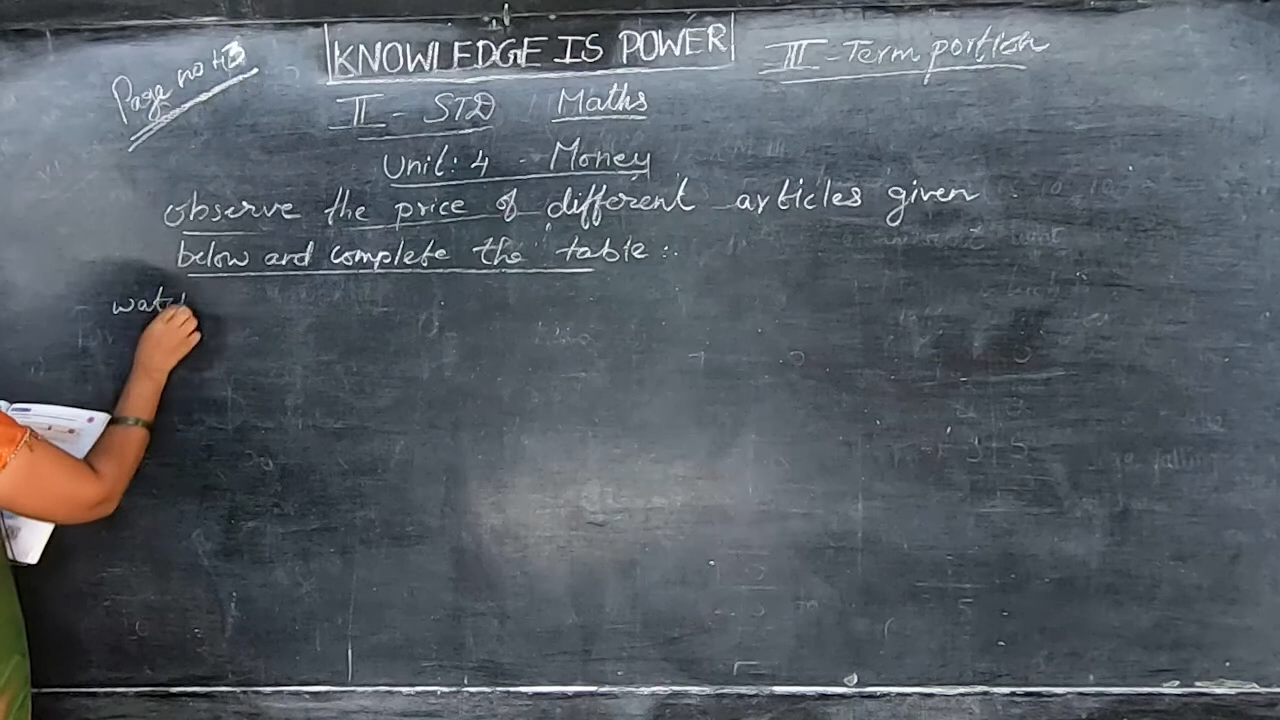 KNOWLEDGE IS POWER
III - Term portion
Page no 43
II - STD Maths
Unit: 4 - Money
observe the price of different articles given
below and complete the table :.